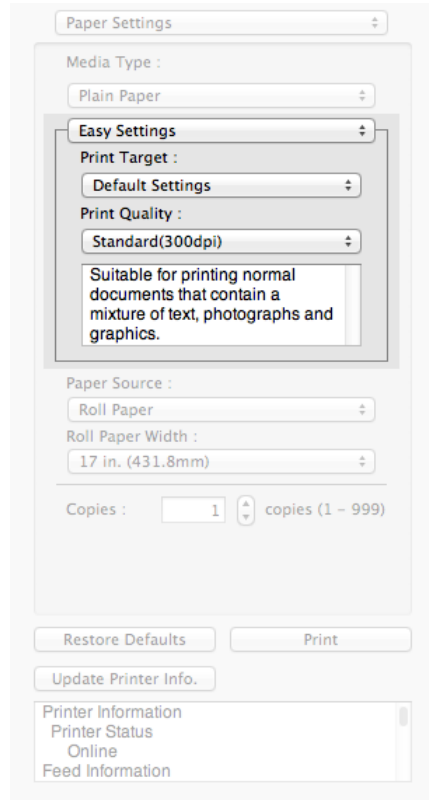 Paper Settings
Media Type :
Plain Paper
Easy Settings
Print Target :
Default Settings
Print Quality :
Standard(300dpi)
Suitable for printing normal
documents that contain a
mixture of text, photographs and
graphics.
Paper Source :
Roll Paper
Roll Paper Width :
17 in. (431.8mm)
Copies : 1 copies (1 – 999)
Restore Defaults Print
Update Printer Info.
Printer Information
Printer Status
Online
Feed Information